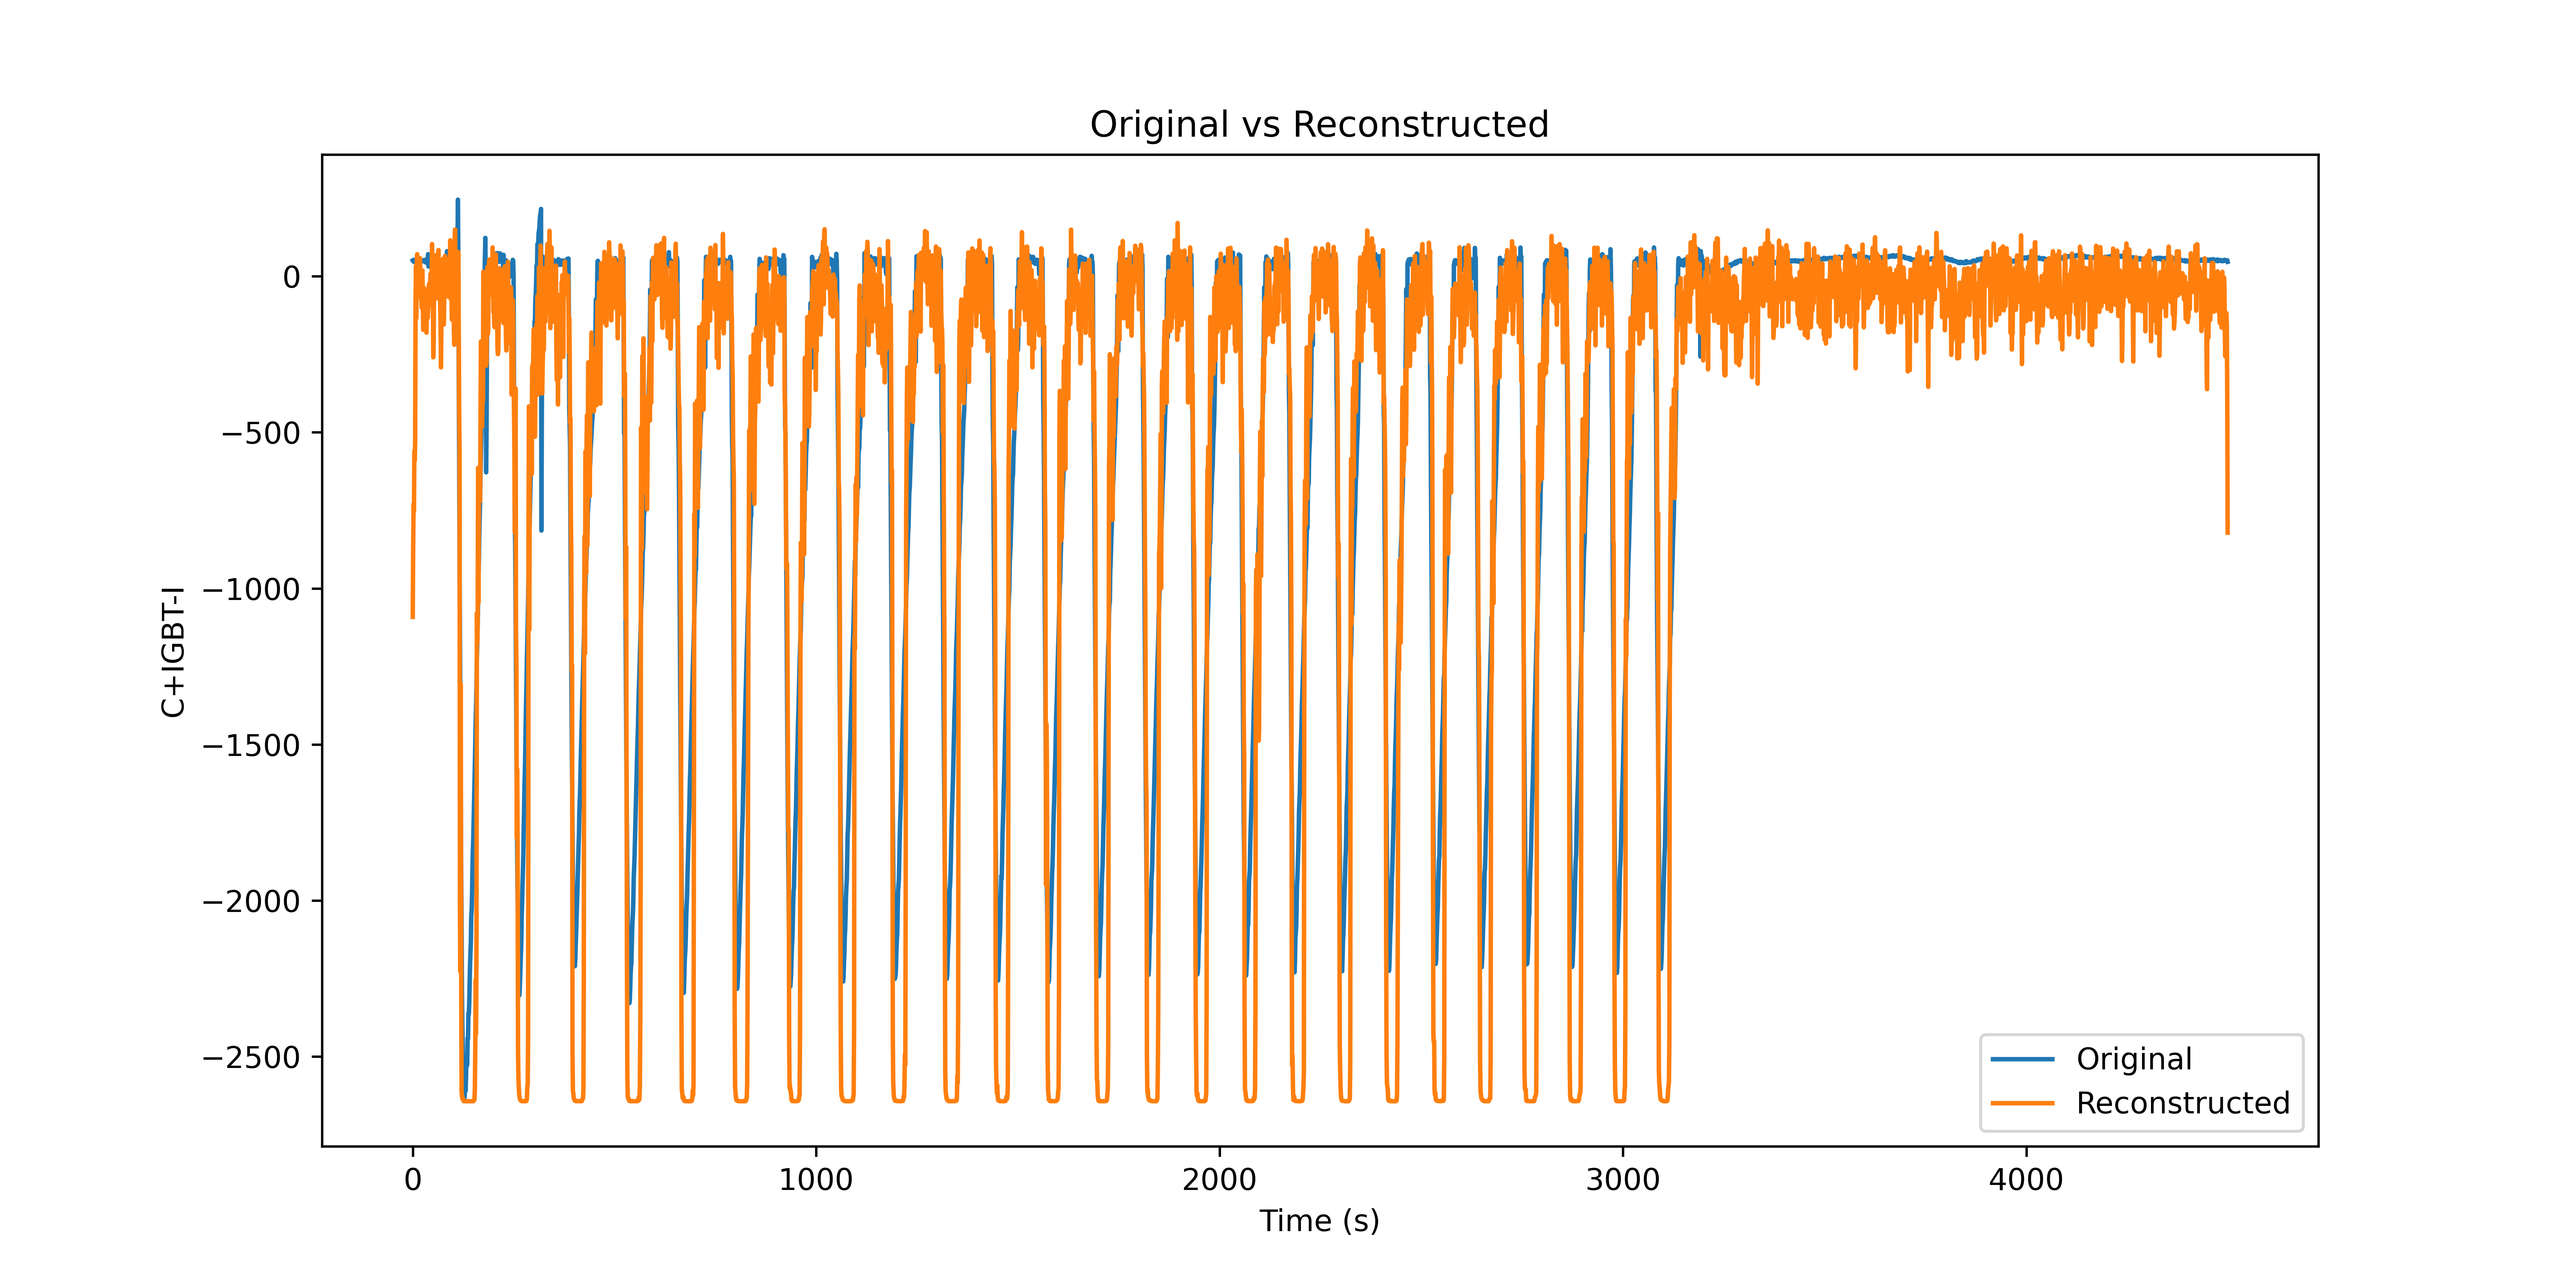 Original vs Reconstructed
C+IGBT-I
0
−500
−1000
−1500
−2000
−2500
0
1000
2000
3000
4000
Time (s)
Original
Reconstructed